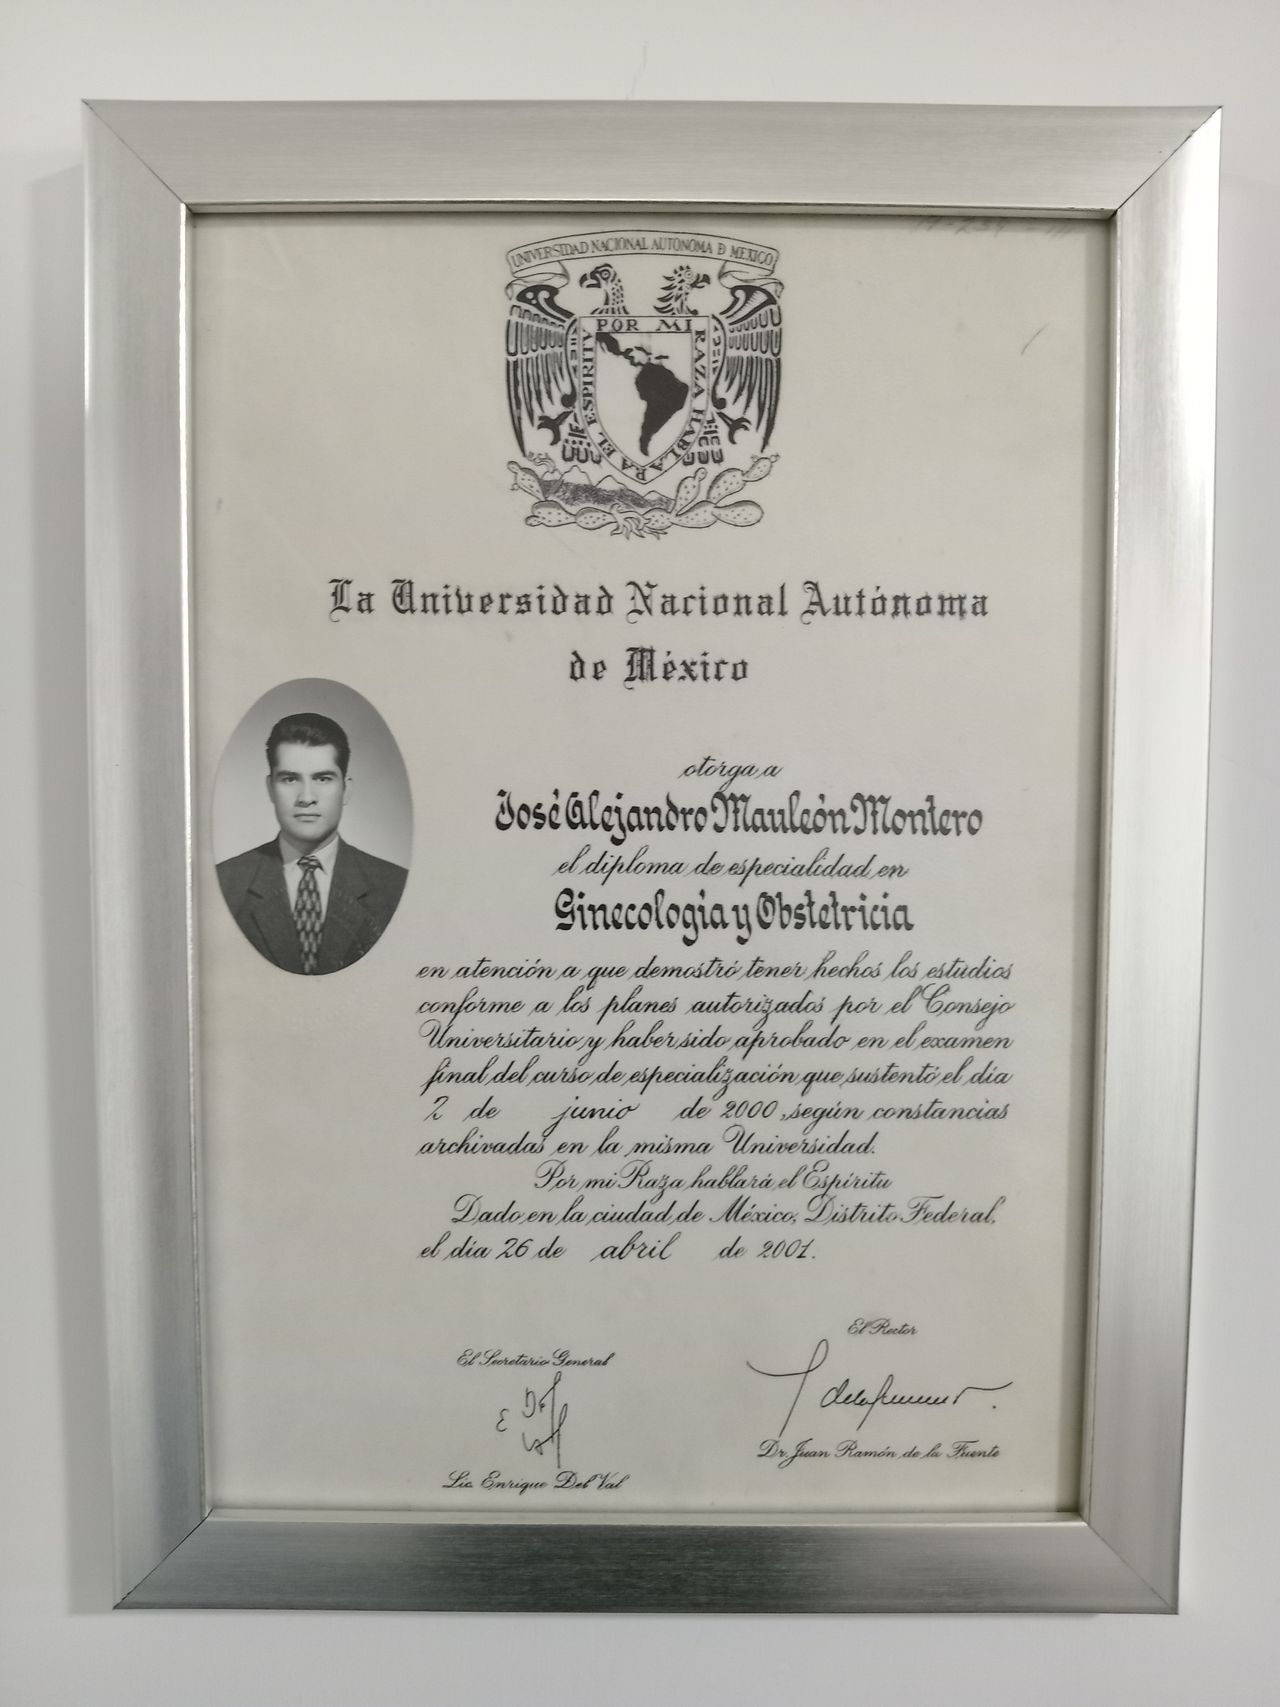 UNIVERSIDAD NACIONAL AUTONOMA D MEXICO
POR MI RAZA HABLARA EL ESPIRITU
La Universidad Nacional Autónoma
de México
otorga a
José Alejandro Mauleón Montero
el diploma de especialidad en
Ginecología y Obstetricia
en atención a que demostró tener hechos los estudios
conforme a los planes autorizados por el Consejo
Universitario y haber sido aprobado en el examen
final del curso de especialización que sustentó el día
2 de junio de 2000, según constancias
archivadas en la misma Universidad.
Por mi Raza hablará el Espíritu
Dado en la ciudad de México, Distrito Federal,
el día 26 de abril de 2001.
El Rector
El Secretario General
Dr. Juan Ramón de la Fuente
Lic. Enrique Del Val